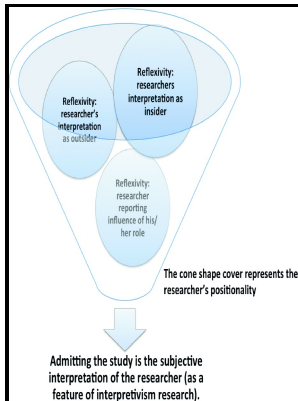 Reflexivity:
researchers
interpretation as
insider
Reflexivity:
researcher's
interpretation
as outsider
Reflexivity:
researcher
reporting
influence of his/
her role
The cone shape cover represents the
researcher's positionality
Admitting the study is the subjective
interpretation of the researcher (as a
feature of interpretivism research).